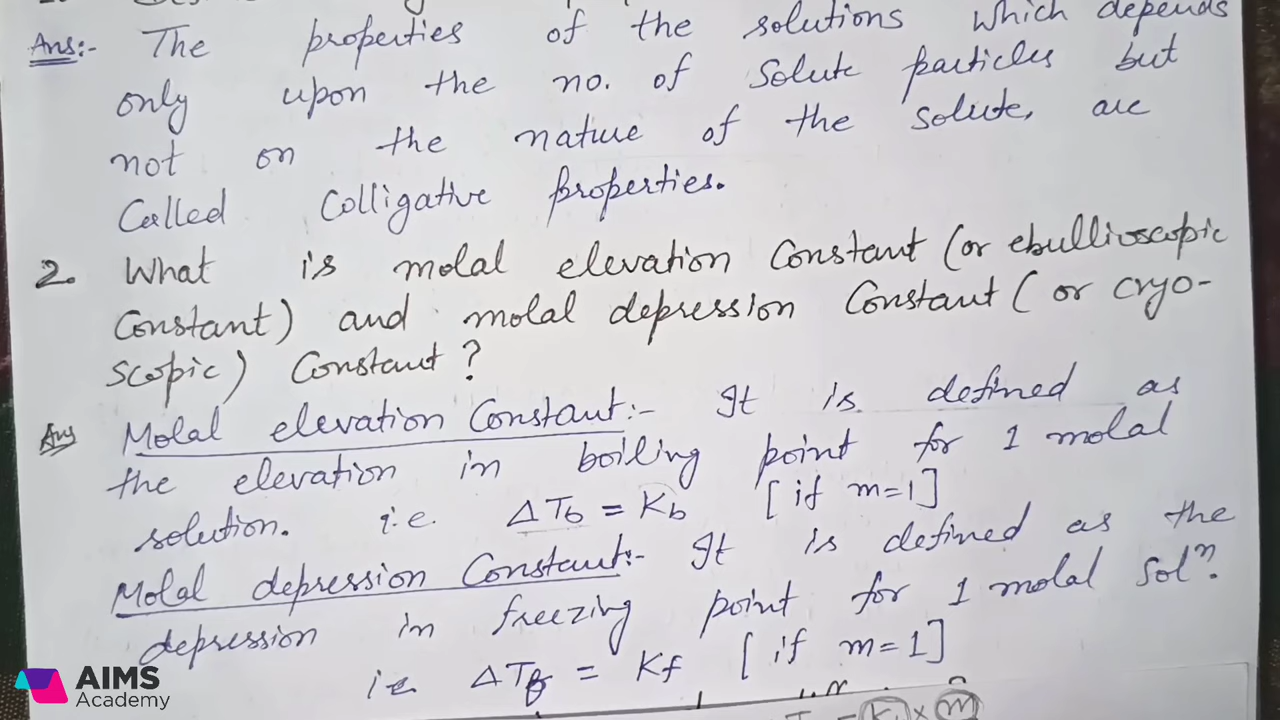 Ans:- The properties of the solutions which depends
only upon the no. of solute particles but
not on the nature of the solute, are
Called Colligative properties.
2. What is molal elevation Constant (or ebullioscopic
Constant) and molal depression Constant (or cryo-
scopic) Constant?
Ans Molal elevation Constant:- It is defined as
the elevation in boiling point for 1 molal
solution. i.e. ΔTb = Kb [if m=1]
Molal depression Constant:- It is defined as the
depression in freezing point for 1 molal Solⁿ.
i.e. ΔTf = Kf [if m=1]
AIMS
Academy